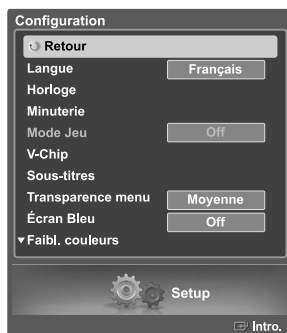 Configuration
Retour
Langue Français
Horloge
Minuterie
Mode Jeu Off
V-Chip
Sous-titres
Transparence menu Moyenne
Écran Bleu Off
▼Faibl. couleurs
Setup
Intro.